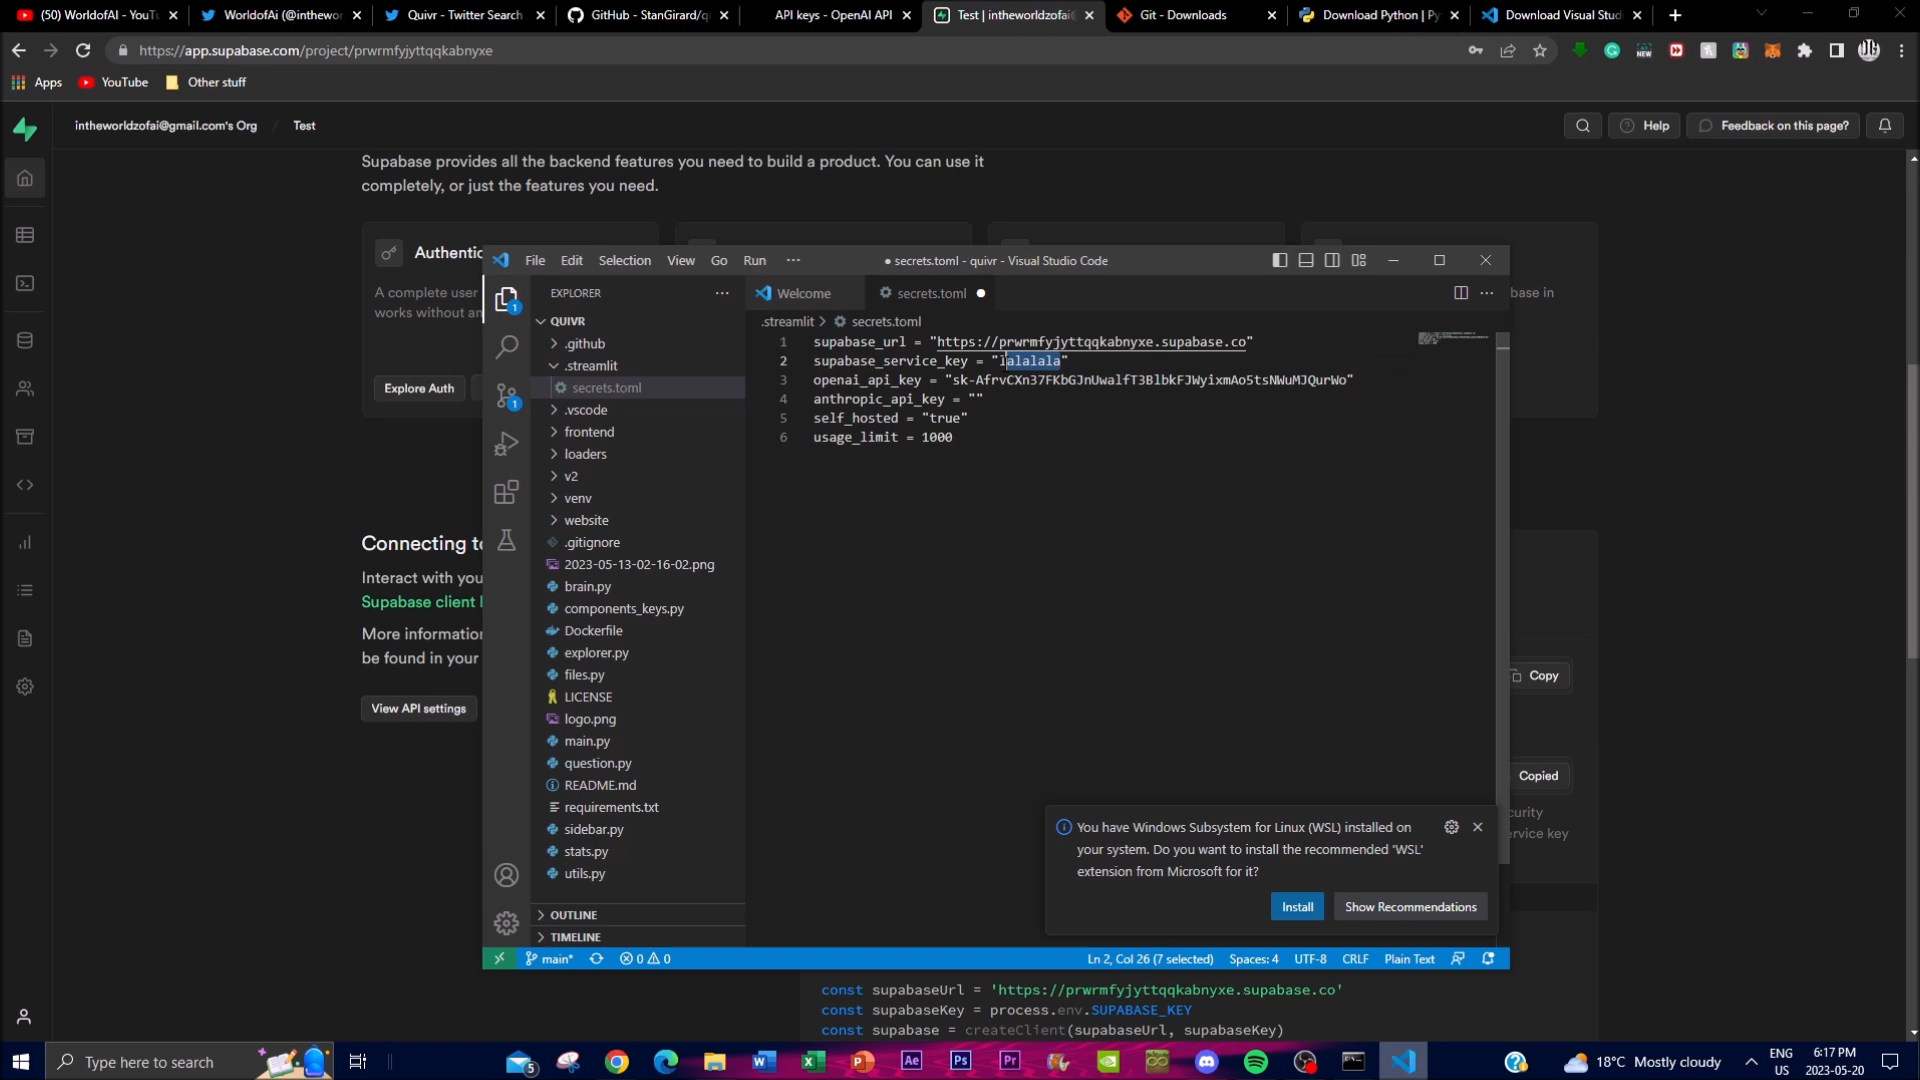 (50) WorldofAI - YouTu
WorldofAi (@inthewor
Quivr - Twitter Search
GitHub - StanGirard/q
API keys - OpenAI API
Test | intheworldzofai
Git - Downloads
Download Python | Py
Download Visual Stud
https://app.supabase.com/project/prwrmfyjyttqqkabnyxe
Apps
YouTube
Other stuff
intheworldzofai@gmail.com's Org / Test
Help
Feedback on this page?
Supabase provides all the backend features you need to build a product. You can use it
completely, or just the features you need.
Authentic
A complete user
works without an
base in
Explore Auth
Connecting to
Interact with you
Supabase client l
More information
be found in your
View API settings
Copy
Copied
curity
ervice key
File Edit Selection View Go Run ···
● secrets.toml - quivr - Visual Studio Code
EXPLORER
QUIVR
.github
.streamlit
secrets.toml
.vscode
frontend
loaders
v2
venv
website
.gitignore
2023-05-13-02-16-02.png
brain.py
components_keys.py
Dockerfile
explorer.py
files.py
LICENSE
logo.png
main.py
question.py
README.md
requirements.txt
sidebar.py
stats.py
utils.py
OUTLINE
TIMELINE
Welcome
secrets.toml
.streamlit > secrets.toml
1 supabase_url = "https://prwrmfyjyttqqkabnyxe.supabase.co"
2 supabase_service_key = "lalalala"
3 openai_api_key = "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"
4 anthropic_api_key = ""
5 self_hosted = "true"
6 usage_limit = 1000
You have Windows Subsystem for Linux (WSL) installed on
your system. Do you want to install the recommended 'WSL'
extension from Microsoft for it?
Install
Show Recommendations
main*
0 0
Ln 2, Col 26 (7 selected)
Spaces: 4
UTF-8
CRLF
Plain Text
const supabaseUrl = 'https://prwrmfyjyttqqkabnyxe.supabase.co'
const supabaseKey = process.env.SUPABASE_KEY
const supabase = createClient(supabaseUrl, supabaseKey)
Type here to search
18°C Mostly cloudy
ENG
US
6:17 PM
2023-05-20